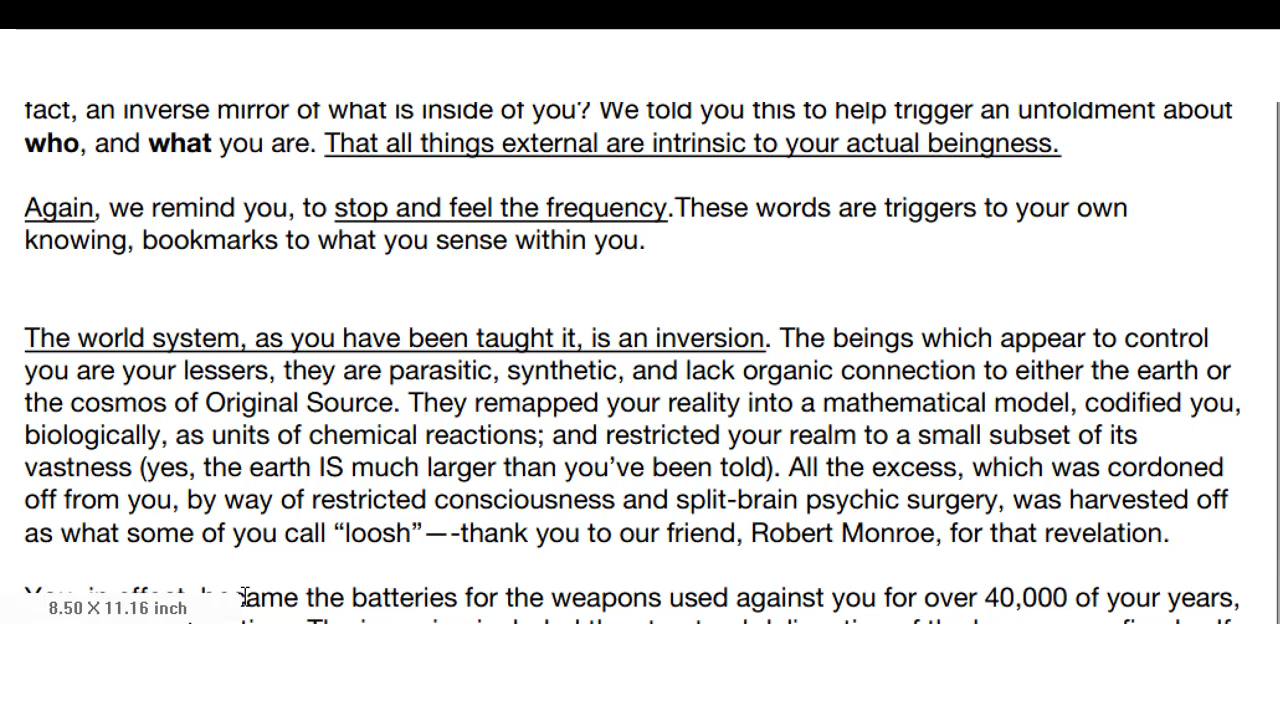 fact, an inverse mirror of what is inside of you? We told you this to help trigger an unfoldment about
who, and what you are. That all things external are intrinsic to your actual beingness.
Again, we remind you, to stop and feel the frequency.These words are triggers to your own
knowing, bookmarks to what you sense within you.
The world system, as you have been taught it, is an inversion. The beings which appear to control
you are your lessers, they are parasitic, synthetic, and lack organic connection to either the earth or
the cosmos of Original Source. They remapped your reality into a mathematical model, codified you,
biologically, as units of chemical reactions; and restricted your realm to a small subset of its
vastness (yes, the earth IS much larger than you’ve been told). All the excess, which was cordoned
off from you, by way of restricted consciousness and split-brain psychic surgery, was harvested off
as what some of you call “loosh”—-thank you to our friend, Robert Monroe, for that revelation.
You, in effect, became the batteries for the weapons used against you for over 40,000 of your years,
8.50 X 11.16 inch